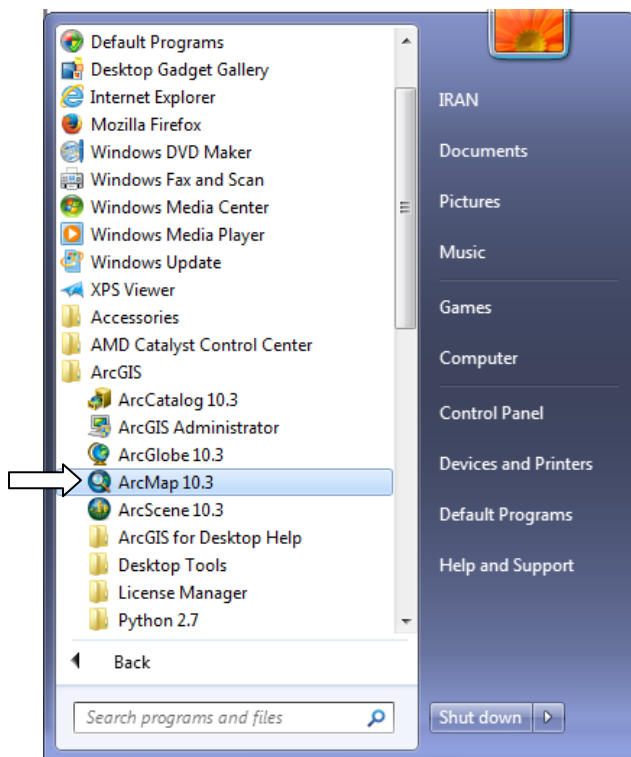 Default Programs
Desktop Gadget Gallery
Internet Explorer
Mozilla Firefox
Windows DVD Maker
Windows Fax and Scan
Windows Media Center
Windows Media Player
Windows Update
XPS Viewer
Accessories
AMD Catalyst Control Center
ArcGIS
ArcCatalog 10.3
ArcGIS Administrator
ArcGlobe 10.3
ArcMap 10.3
ArcScene 10.3
ArcGIS for Desktop Help
Desktop Tools
License Manager
Python 2.7
Back
Search programs and files
IRAN
Documents
Pictures
Music
Games
Computer
Control Panel
Devices and Printers
Default Programs
Help and Support
Shut down